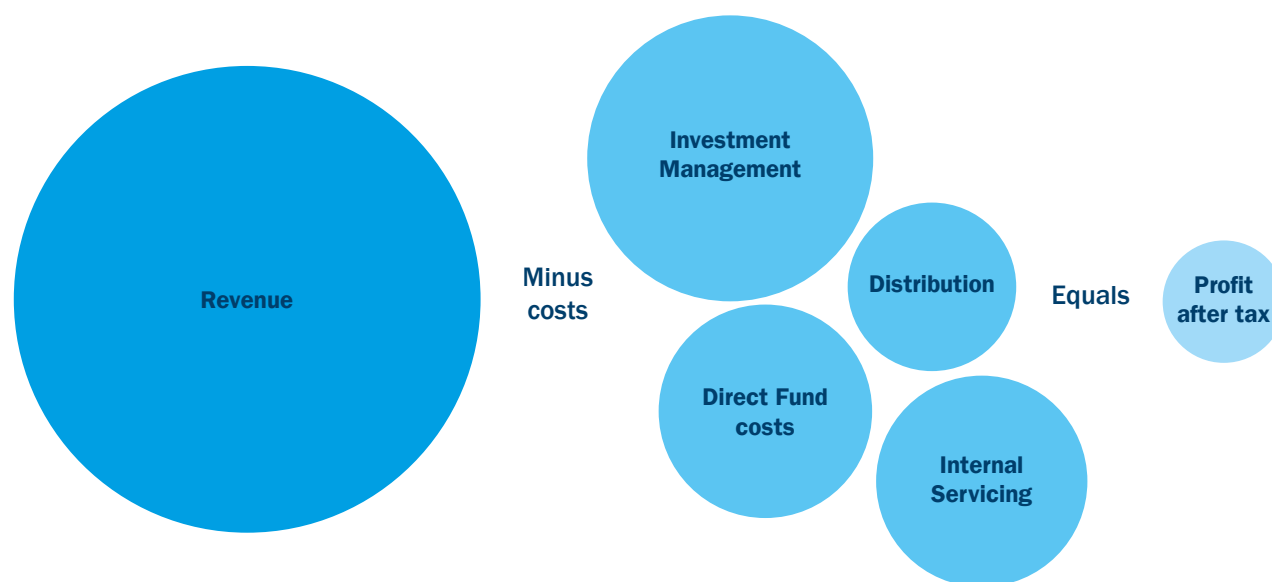 Revenue
Minus
costs
Investment
Management
Distribution
Direct Fund
costs
Internal
Servicing
Equals
Profit
after tax